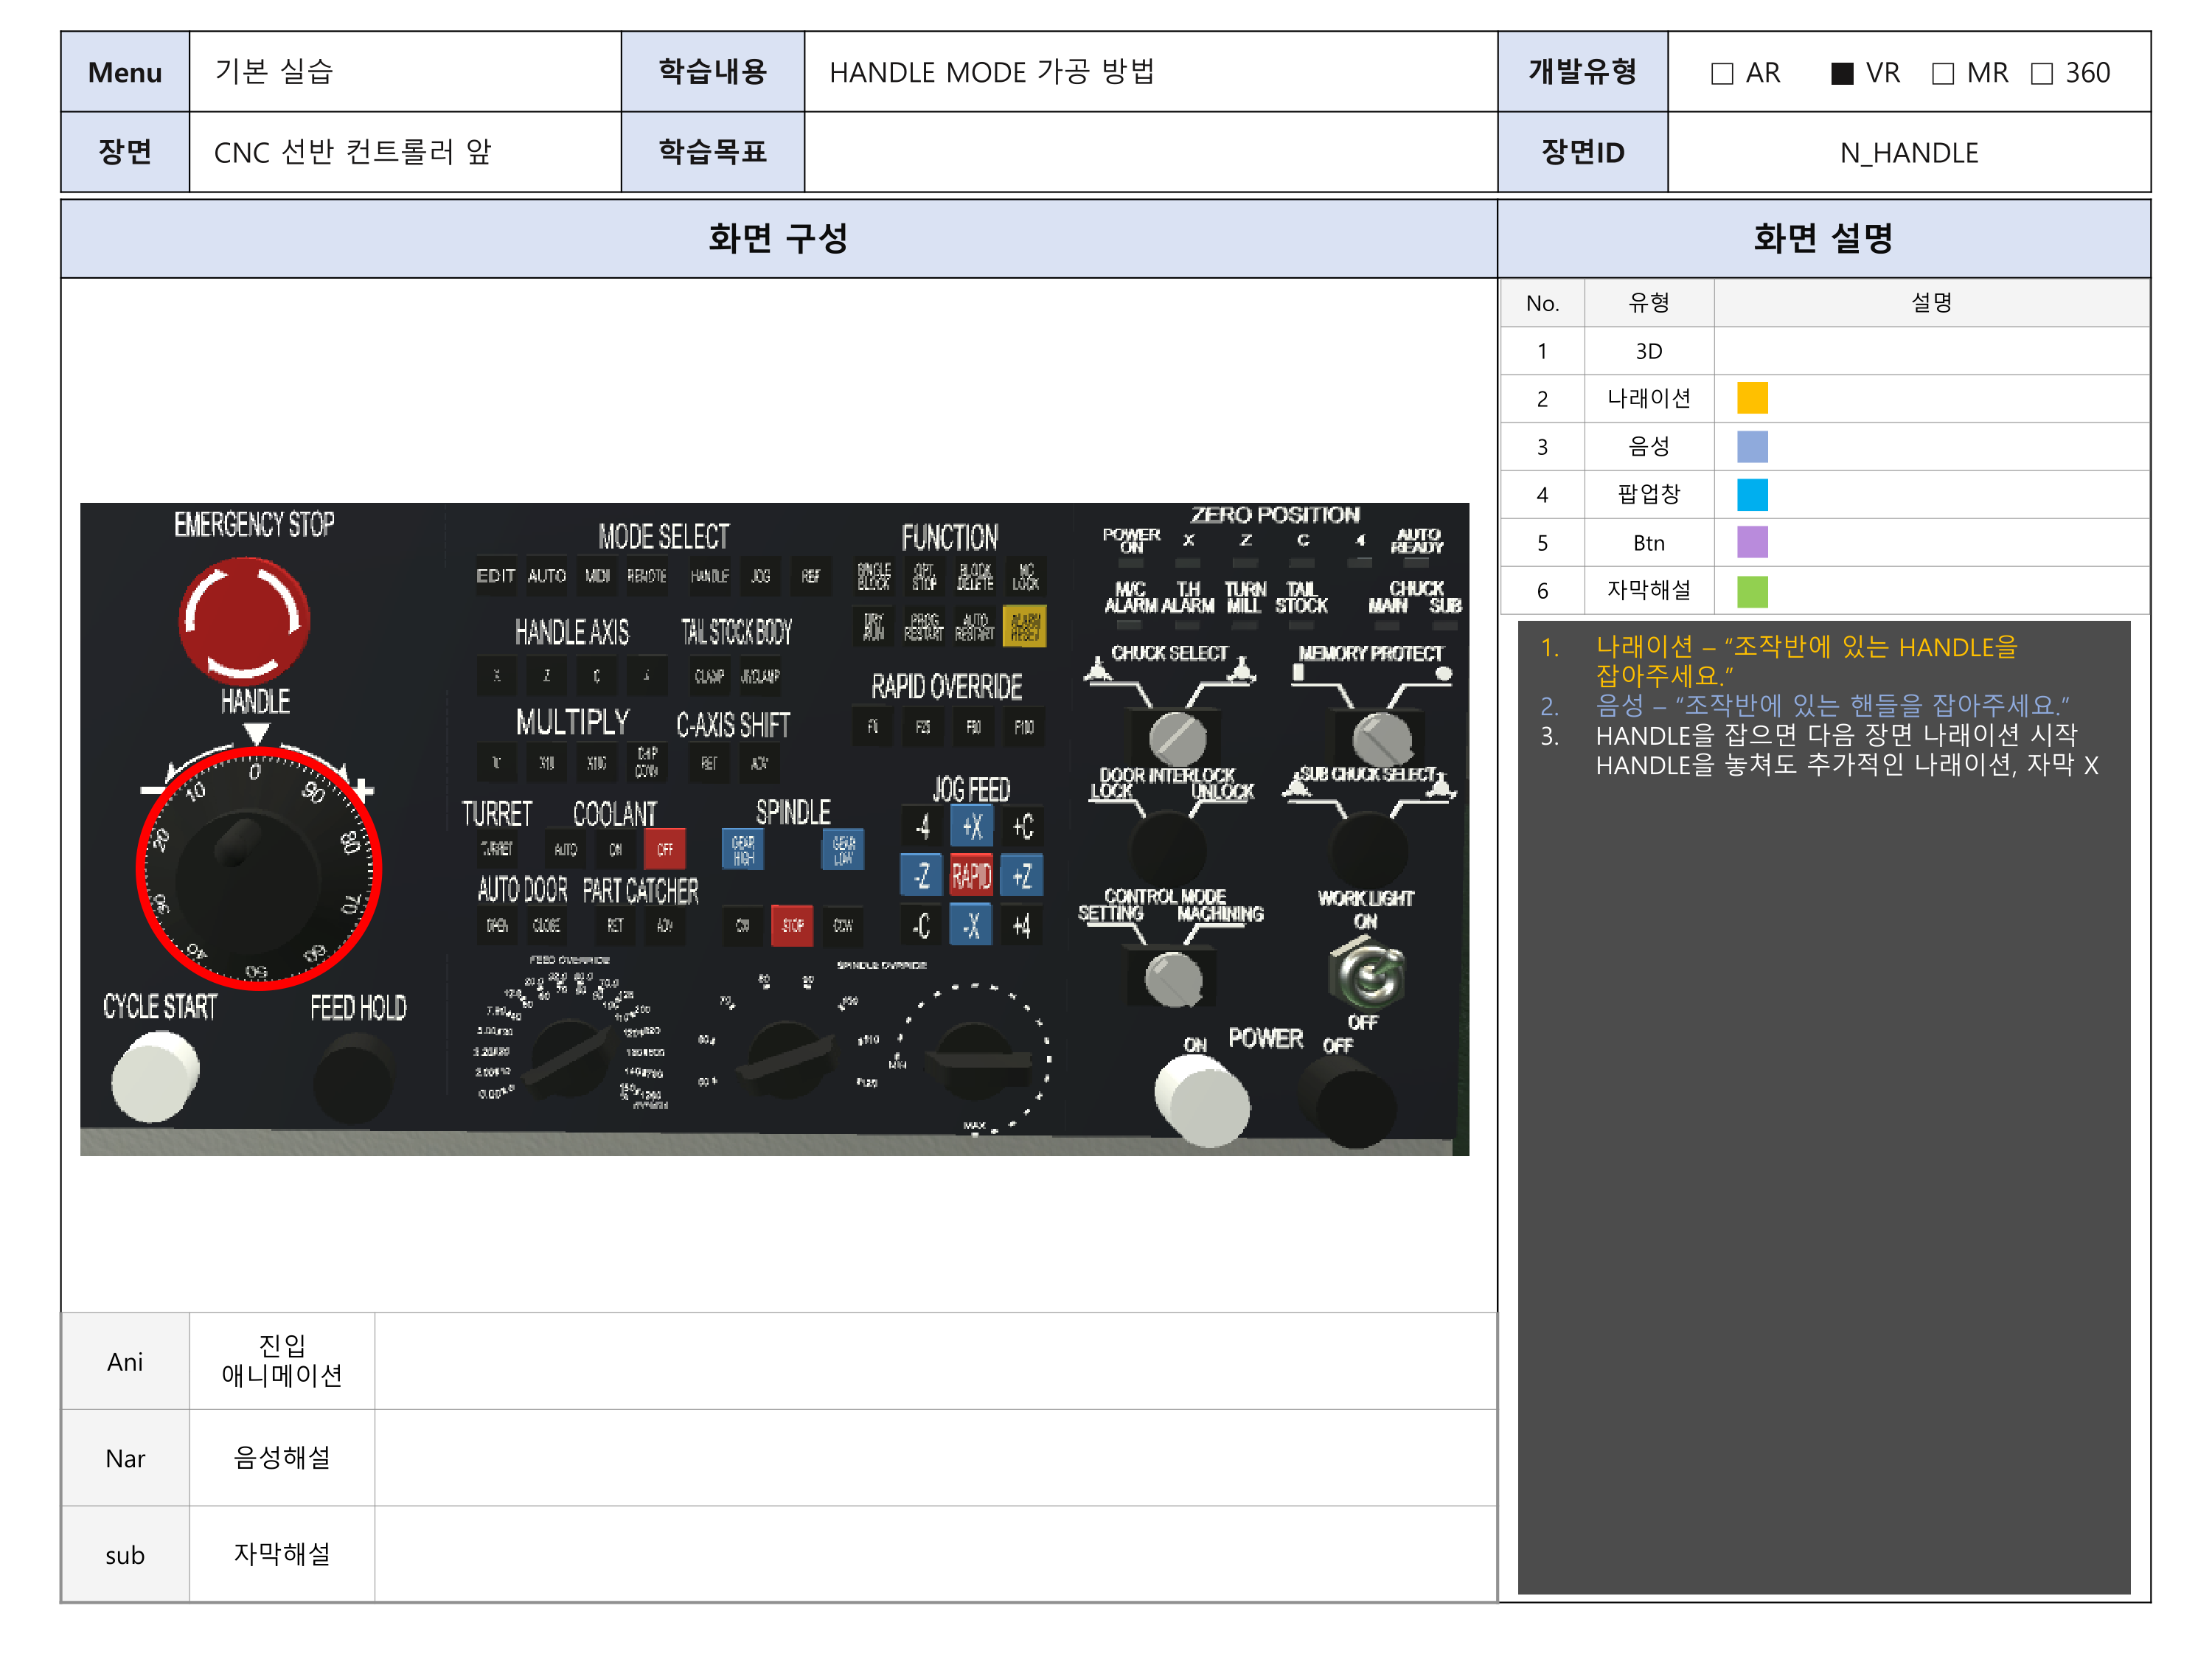 Menu
기본 실습
학습내용
HANDLE MODE 가공 방법
개발유형
□ AR ■ VR □ MR □ 360
장면
CNC 선반 컨트롤러 앞
학습목표
장면ID
N_HANDLE
화면 구성
화면 설명
No. 유형 설명
1 3D
2 나래이션
3 음성
4 팝업창
5 Btn
6 자막해설
1. 나래이션 – “조작반에 있는 HANDLE을
잡아주세요.”
2. 음성 – “조작반에 있는 핸들을 잡아주세요.”
3. HANDLE을 잡으면 다음 장면 나래이션 시작
HANDLE을 놓쳐도 추가적인 나래이션, 자막 X
EMERGENCY STOP
HANDLE
0 90 80 70 60 50 40 30 20 10
CYCLE START
FEED HOLD
MODE SELECT
EDIT AUTO MIDI REMOTE HANDLE JOG REF
HANDLE AXIS
X Z C
TAIL STOCK BODY
CLAMP UNCLAMP
MULTIPLY
X10 X100
C-AXIS SHIFT
RET ADV
TURRET
TURRET
COOLANT
AUTO ON OFF
SPINDLE
GEAR
HIGH
GEAR
LOW
AUTO DOOR
OPEN CLOSE
PART CATCHER
RET ADV
CW STOP CCW
FUNCTION
SINGLE
BLOCK
OPT.
STOP
BLOCK
DELETE
MC
LOCK
DRY
RUN
PROG
RESTART
AUTO
RESTART
ALARM
RESET
RAPID OVERRIDE
F25 F50 F100
JOG FEED
-4 +X +C
-Z RAPID +Z
-C -X +4
FEED OVERRIDE
SPINDLE OVERRIDE
MIN
MAX
ZERO POSITION
POWER
ON
X Z C 4
AUTO
READY
M/C
ALARM
T.H
ALARM
TURN
MILL
TAIL
STOCK
CHUCK
MAIN SUB
CHUCK SELECT
MEMORY PROTECT
DOOR INTERLOCK
LOCK UNLOCK
SUB CHUCK SELECT
CONTROL MODE
SETTING MACHINING
WORK LIGHT
ON
OFF
POWER
ON OFF
Ani
진입
애니메이션
Nar
음성해설
sub
자막해설